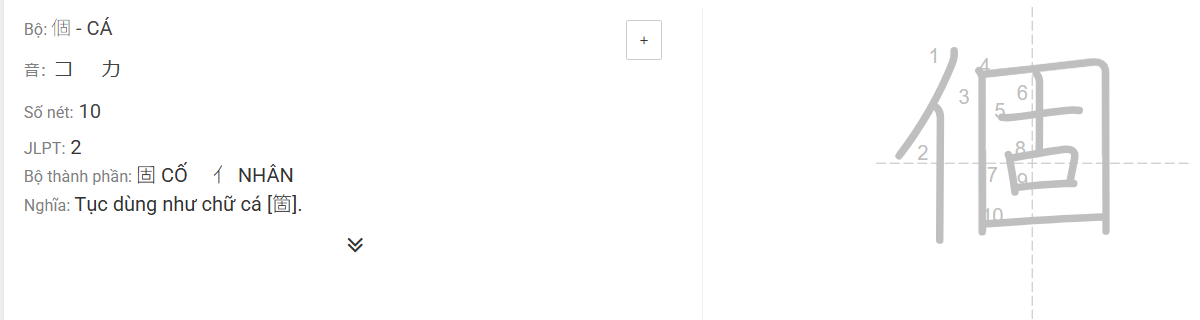 Bộ: 個 - CÁ
+
音: コ カ
Số nét: 10
JLPT: 2
Bộ thành phần: 固 CỐ 亻 NHÂN
Nghĩa: Tục dùng như chữ cá [箇].
個
1
4
3
6
5
2
8
7
9
10